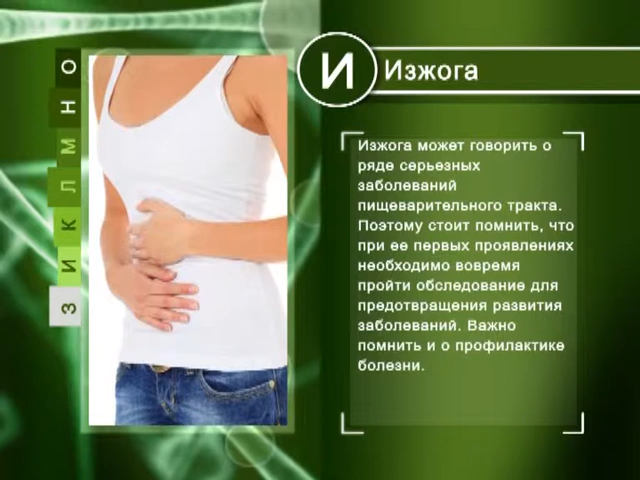 И Изжога
О
Н
М
Л
К
И
З
Изжога может говорить о
ряде серьезных
заболеваний
пищеварительного тракта.
Поэтому стоит помнить, что
при ее первых проявлениях
необходимо вовремя
пройти обследование для
предотвращения развития
заболеваний. Важно
помнить и о профилактике
болезни.